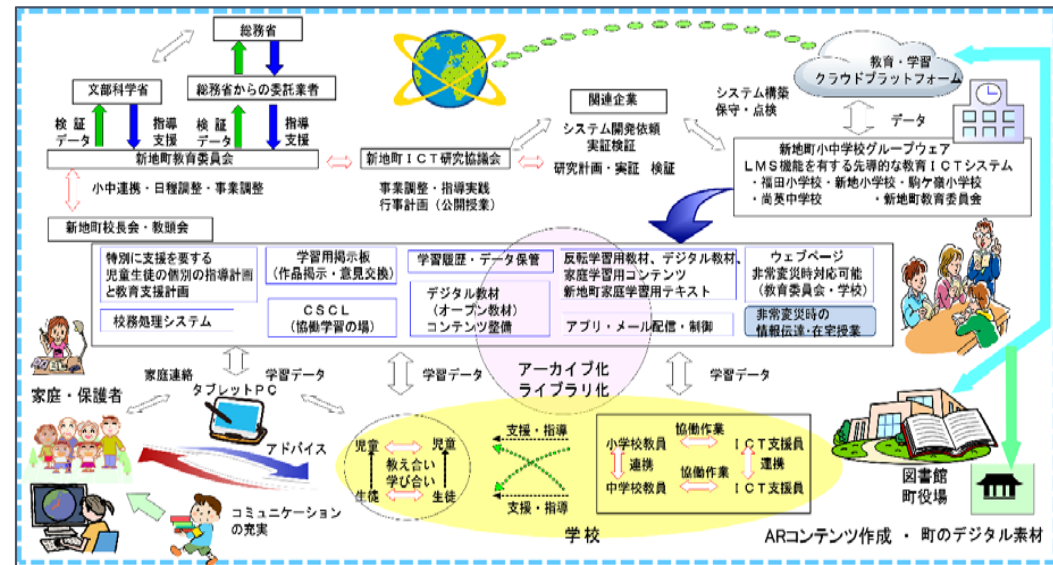 総務省
教育・学習
クラウドプラットフォーム
文部科学省
総務省からの委託業者
関連企業
システム構築
保守・点検
検証
データ
指導
支援
検証
データ
指導
支援
システム開発依頼
実証検証
データ
新地町教育委員会
新地町ICT研究協議会
研究計画・実証 検証
新地町小中学校グループウェア
LMS機能を有する先導的な教育ICTシステム
・福田小学校・新地小学校・駒ケ嶺小学校
・尚英中学校 ・新地町教育委員会
小中連携・日程調整・事業調整
事業調整・指導実践
行事計画(公開授業)
新地町校長会・教頭会
特別に支援を要する
児童生徒の個別の指導計画
と教育支援計画
学習用掲示板
(作品掲示・意見交換)
学習履歴・データ保管
反転学習用教材、デジタル教材、
家庭学習用コンテンツ
新地町家庭学習用テキスト
ウェブページ
非常変災時対応可能
(教育委員会・学校)
校務処理システム
CSCL
(協働学習の場)
デジタル教材
(オープン教材)
コンテンツ整備
アプリ・メール配信・制御
非常変災時の
情報伝達・在宅授業
アーカイブ化
ライブラリ化
家庭連絡
学習データ
タブレットPC
学習データ
学習データ
家庭・保護者
アドバイス
児童
児童
教え合い
学び合い
生徒
生徒
支援・指導
支援・指導
小学校教員
協働作業
ICT支援員
連携
協働作業
連携
中学校教員
ICT支援員
学校
コミュニケーション
の充実
図書館
町役場
ARコンテンツ作成 ・ 町のデジタル素材